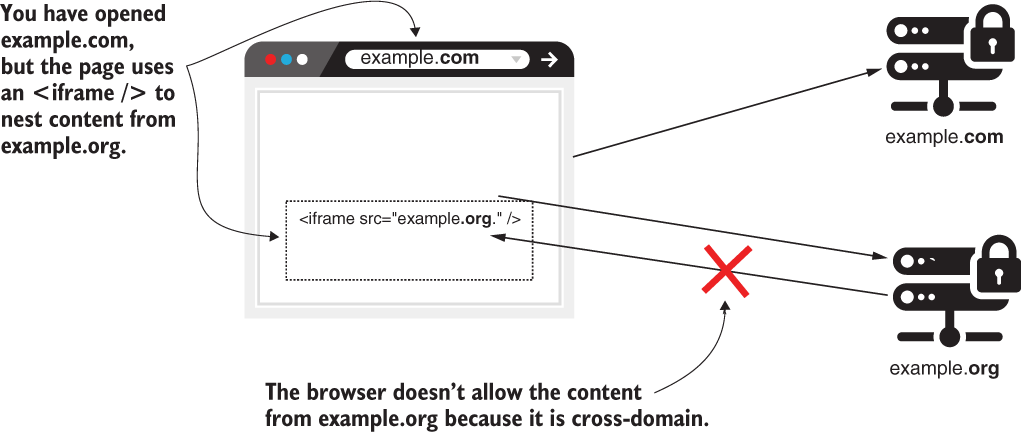 You have opened
example.com,
but the page uses
an <iframe /> to
nest content from
example.org.
example.com
example.com
<iframe src="example.org." />
example.org
The browser doesn’t allow the content
from example.org because it is cross-domain.